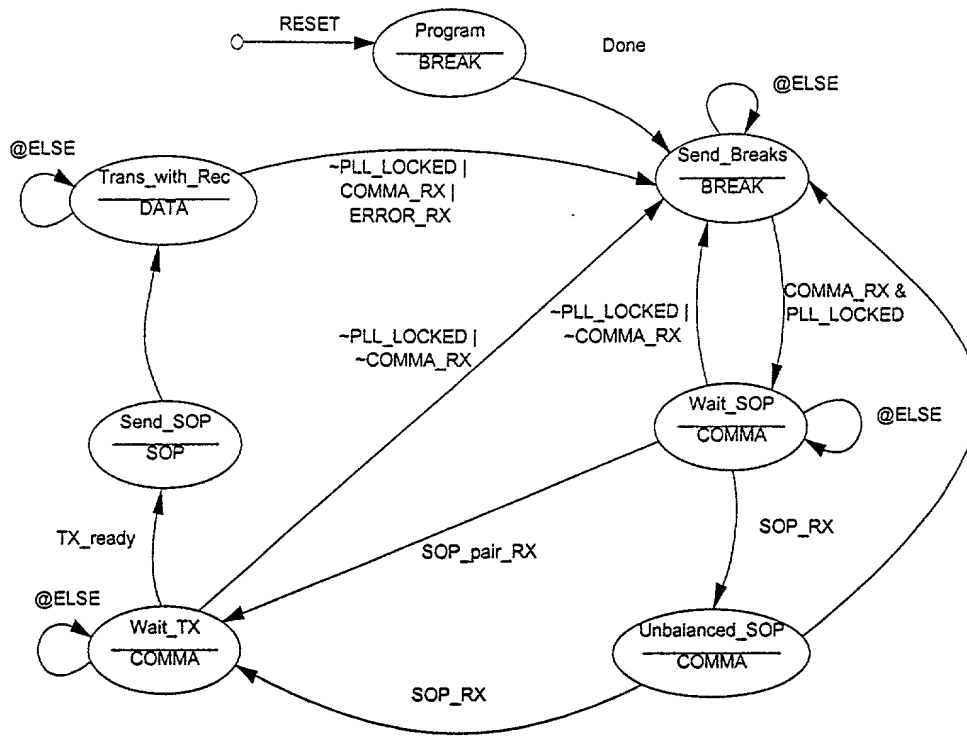 RESET
Program
BREAK
Done
@ELSE
@ELSE
Trans_with_Rec
DATA
~PLL_LOCKED |
COMMA_RX |
ERROR_RX
Send_Breaks
BREAK
~PLL_LOCKED |
~COMMA_RX
~PLL_LOCKED |
~COMMA_RX
COMMA_RX &
PLL_LOCKED
Send_SOP
SOP
Wait_SOP
COMMA
@ELSE
TX_ready
SOP_pair_RX
SOP_RX
@ELSE
Wait_TX
COMMA
Unbalanced_SOP
COMMA
SOP_RX